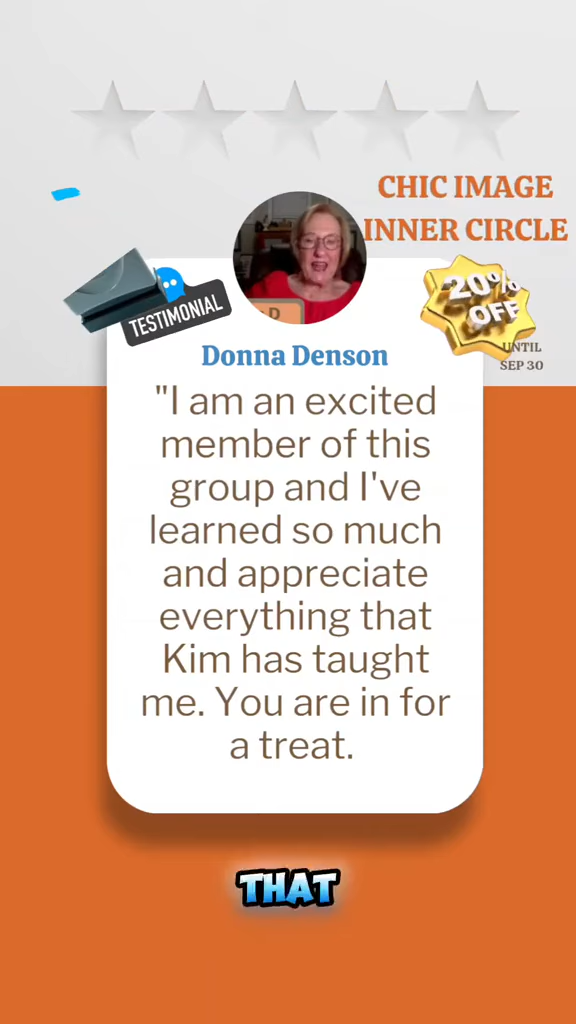 CHIC IMAGE
INNER CIRCLE
TESTIMONIAL
20%
OFF
UNTIL
SEP 30
Donna Denson
"I am an excited
member of this
group and I've
learned so much
and appreciate
everything that
Kim has taught
me. You are in for
a treat.
THAT